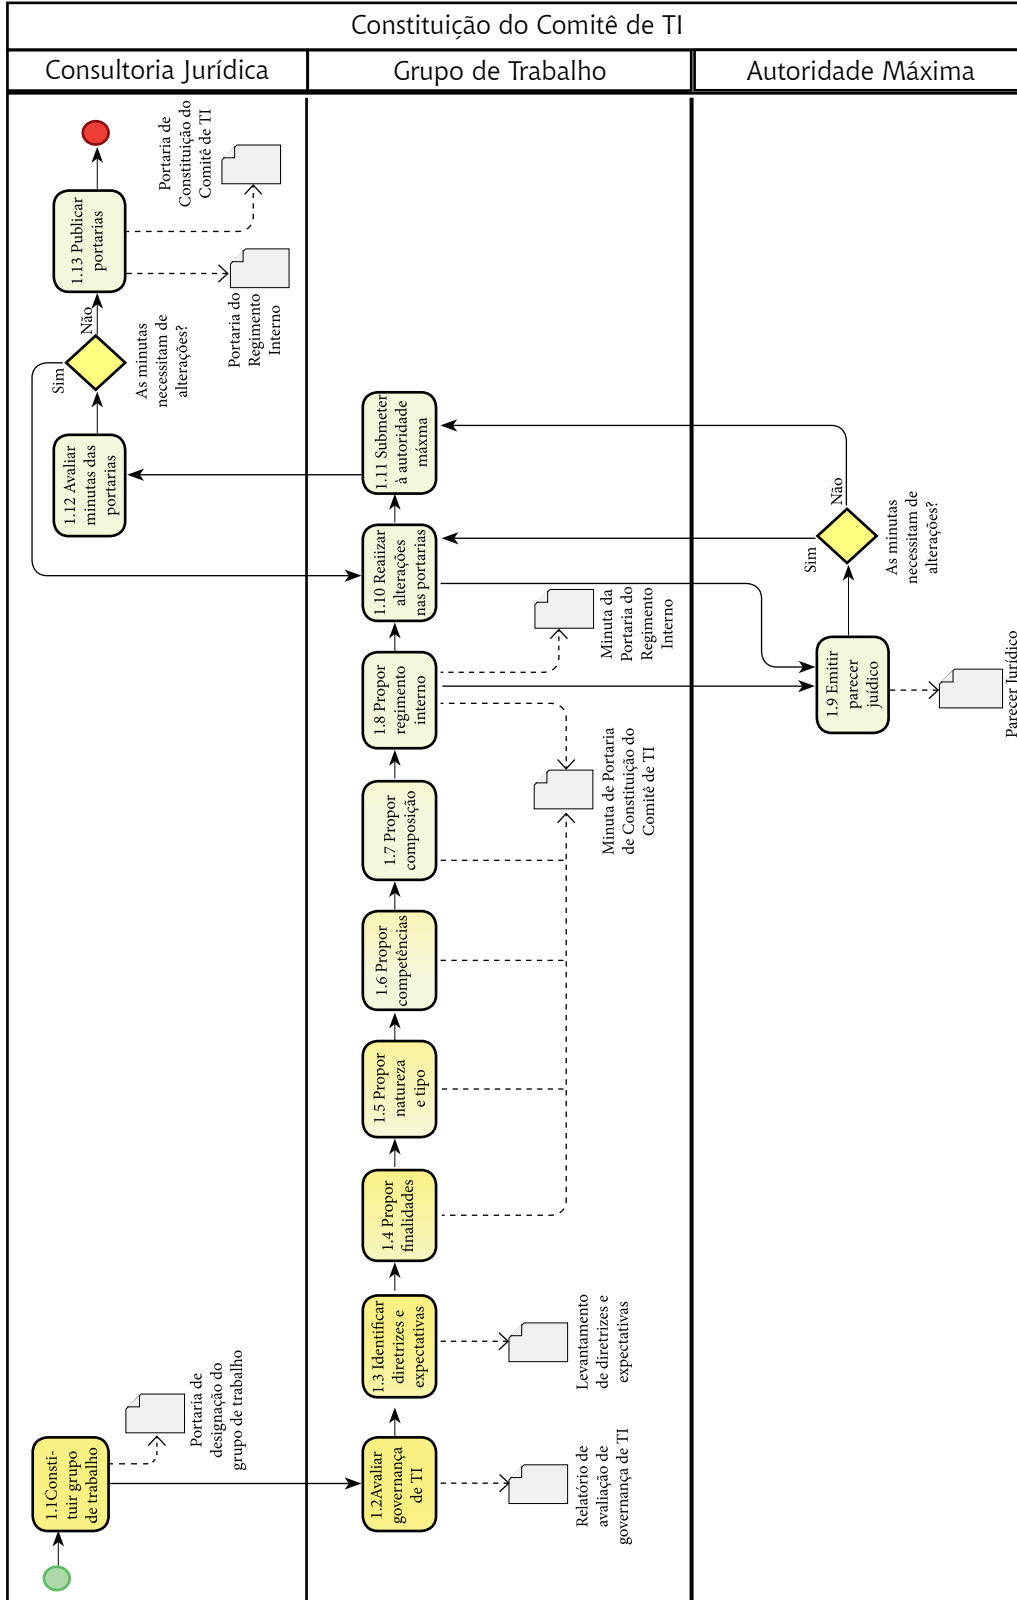 Constituição do Comitê de TI
Consultoria Jurídica
Grupo de Trabalho
Autoridade Máxima
1.1Consti-
tuir grupo
de trabalho
Portaria de
designação do
grupo de trabalho
1.2Avaliar
governança
de TI
Relatório de
avaliação de
governança de TI
1.3 Identificar
diretrizes e
expectativas
Levantamento
de diretrizes e
expectativas
1.4 Propor
finalidades
1.5 Propor
natureza
e tipo
1.6 Propor
competências
1.7 Propor
composição
Minuta de Portaria
de Constituição do
Comitê de TI
1.8 Propor
regimento
interno
Minuta da
Portaria do
Regimento
Interno
1.9 Emitir
parecer
juídico
Parecer Jurídico
As minutas
necessitam de
alterações?
Sim
Não
1.10 Realizar
alterações
nas portarias
1.11 Submeter
à autoridade
máxma
1.12 Avaliar
minutas das
portarias
As minutas
necessitam de
alterações?
Sim
Não
1.13 Publicar
portarias
Portaria do
Regimento
Interno
Portaria de
Constituição do
Comitê de TI